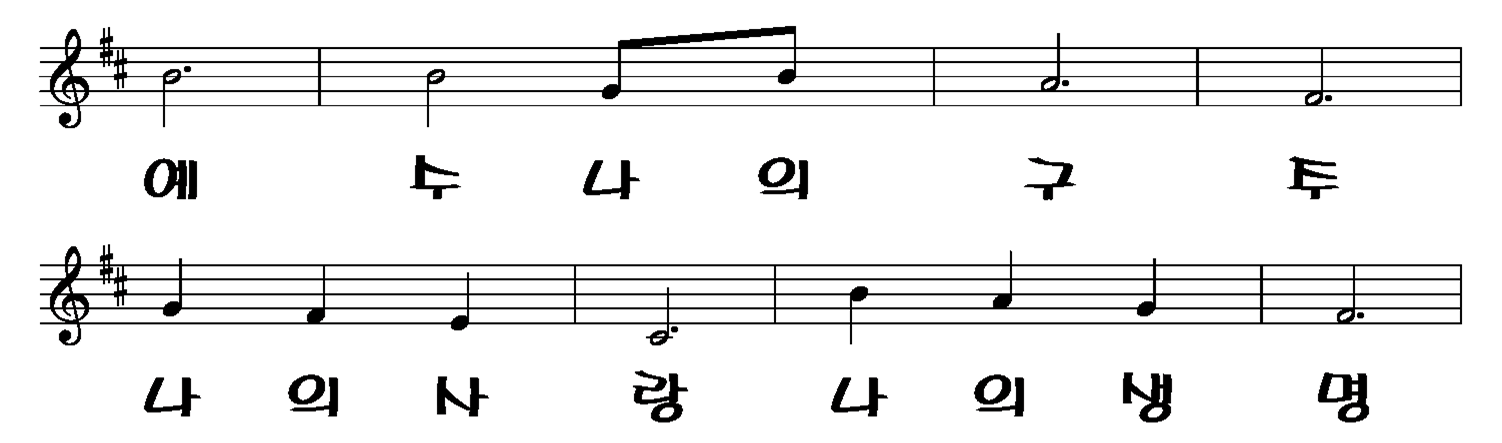 예 수 나 의 구 주
나 의 사 랑 나 의 생 명